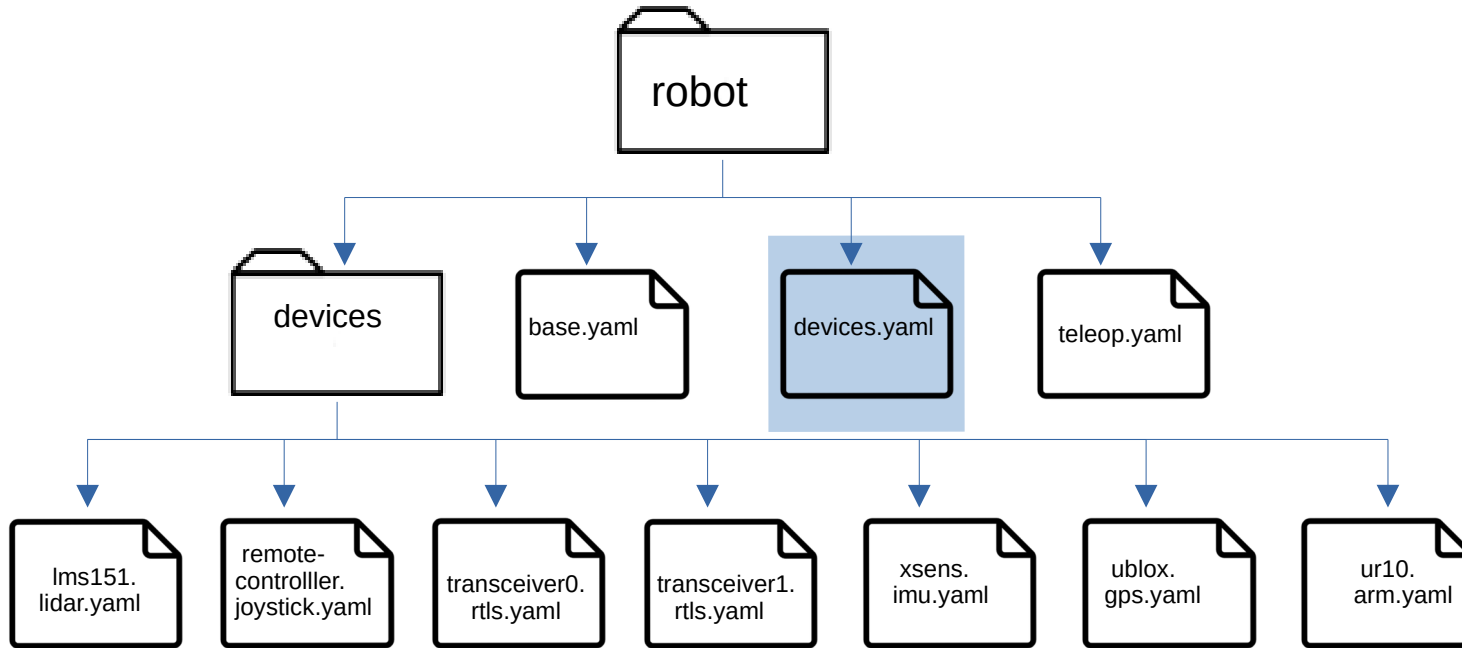 robot
devices
base.yaml
devices.yaml
teleop.yaml
lms151.
lidar.yaml
remote-
controlller.
joystick.yaml
transceiver0.
rtls.yaml
transceiver1.
rtls.yaml
xsens.
imu.yaml
ublox.
gps.yaml
ur10.
arm.yaml